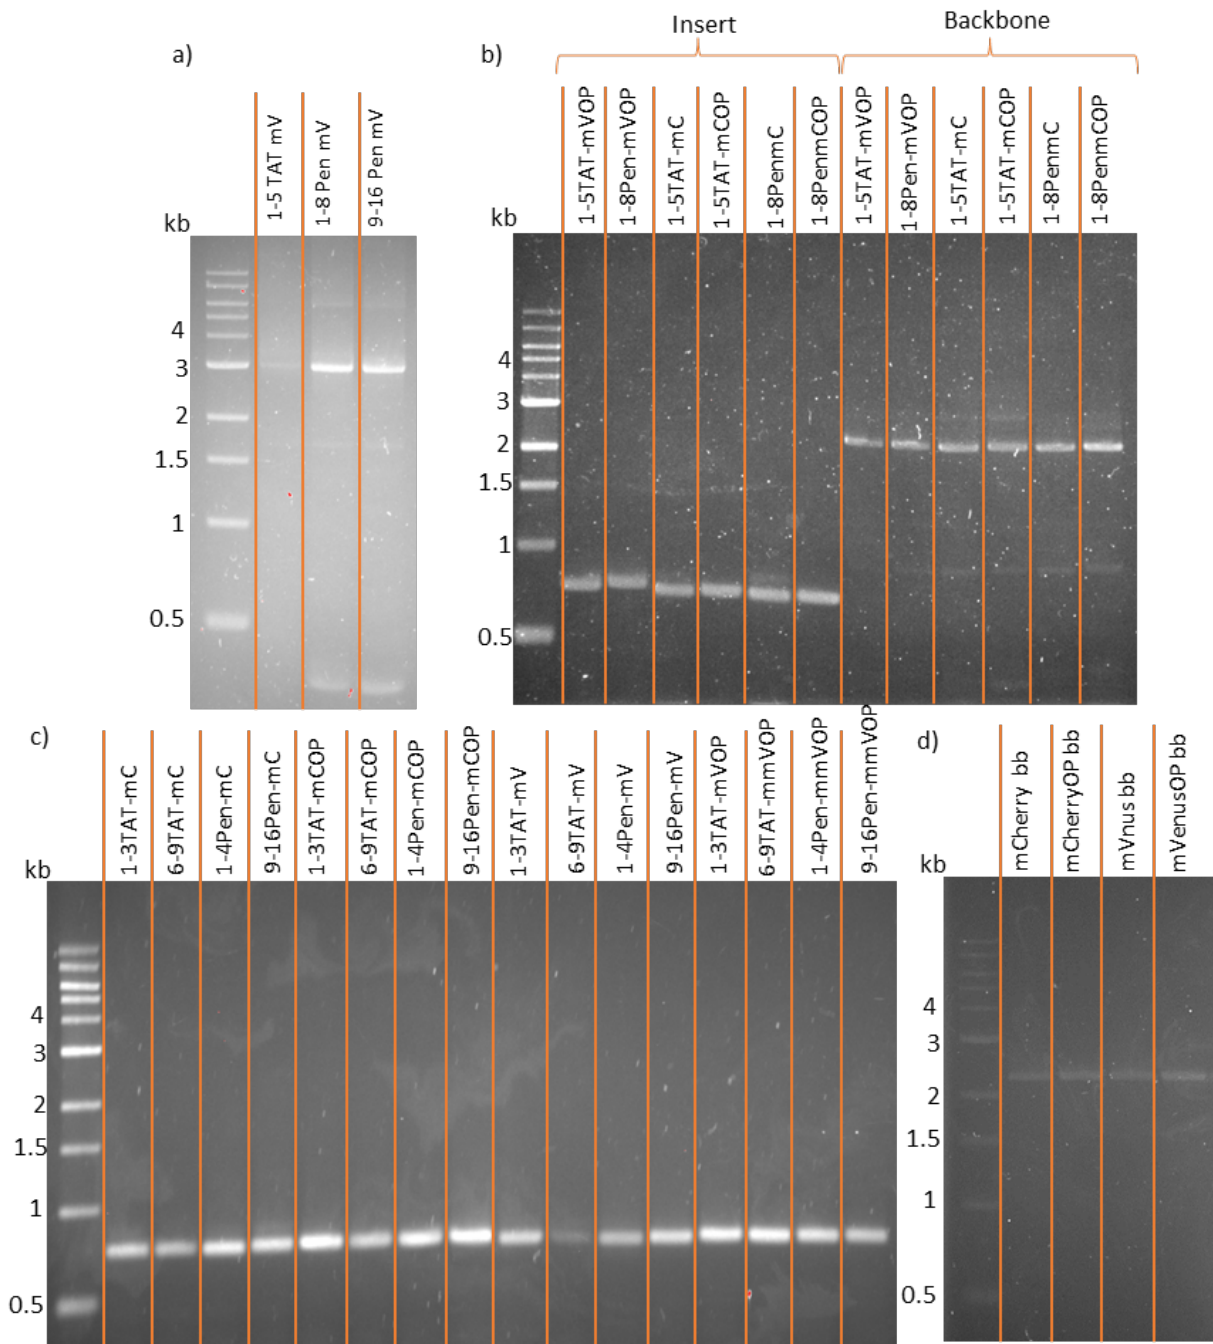 a)
1-5 TAT mV
1-8 Pen mV
9-16 Pen mV
kb
4
3
2
1.5
1
0.5
b)
Insert
Backbone
1-5TAT-mVOP
1-8Pen-mVOP
1-5TAT-mC
1-5TAT-mCOP
1-8PenmC
1-8PenmCOP
1-5TAT-mVOP
1-8Pen-mVOP
1-5TAT-mC
1-5TAT-mCOP
1-8PenmC
1-8PenmCOP
kb
4
3
2
1.5
1
0.5
c)
1-3TAT-mC
6-9TAT-mC
1-4Pen-mC
9-16Pen-mC
1-3TAT-mCOP
6-9TAT-mCOP
1-4Pen-mCOP
9-16Pen-mCOP
1-3TAT-mV
6-9TAT-mV
1-4Pen-mV
9-16Pen-mV
1-3TAT-mVOP
6-9TAT-mmVOP
1-4Pen-mmVOP
9-16Pen-mmVOP
kb
4
3
2
1.5
1
0.5
d)
mCherry bb
mCherryOP bb
mVnus bb
mVenusOP bb
kb
4
3
2
1.5
1
0.5